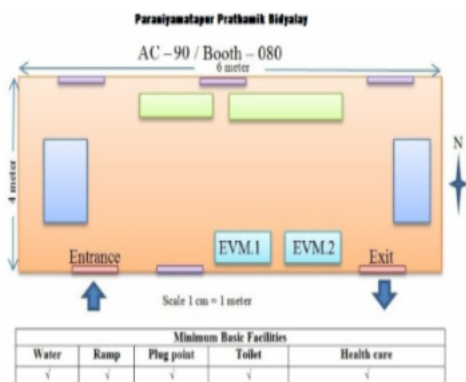 Paraniyamatapur Prathamik Bidyalay
AC – 90 / Booth – 080
6 meter
4 meter
N
EVM.1 EVM.2
Entrance Exit
Scale 1 cm = 1 meter
Minimum Basic Facilities
Water Ramp Plug point Toilet Health care
√ √ √ √ √